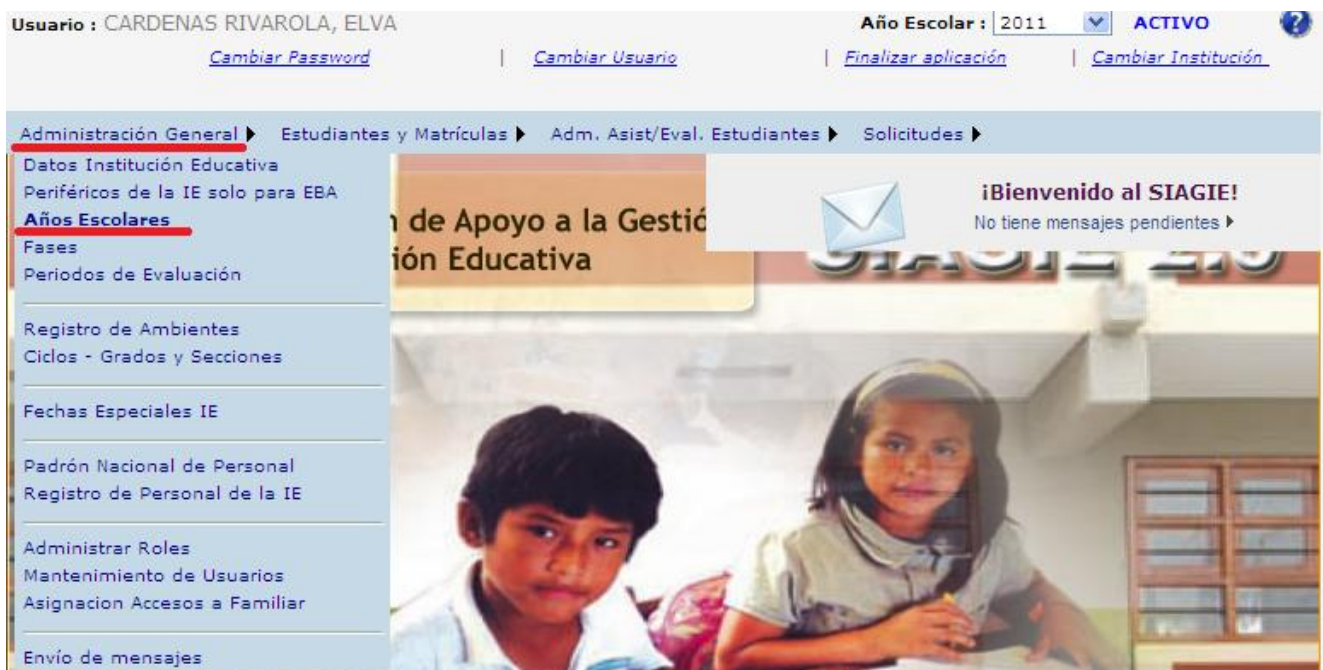 Usuario : CARDENAS RIVAROLA, ELVA
Año Escolar : 2011 ACTIVO
Cambiar Password | Cambiar Usuario | Finalizar aplicación | Cambiar Institución
Administración General Estudiantes y Matrículas Adm. Asist/Eval. Estudiantes Solicitudes
Datos Institución Educativa
Periféricos de la IE solo para EBA
Años Escolares
Fases
Periodos de Evaluación
Registro de Ambientes
Ciclos - Grados y Secciones
Fechas Especiales IE
Padrón Nacional de Personal
Registro de Personal de la IE
Administrar Roles
Mantenimiento de Usuarios
Asignacion Accesos a Familiar
Envío de mensajes
de Apoyo a la Gestió
ión Educativa
¡Bienvenido al SIAGIE!
No tiene mensajes pendientes